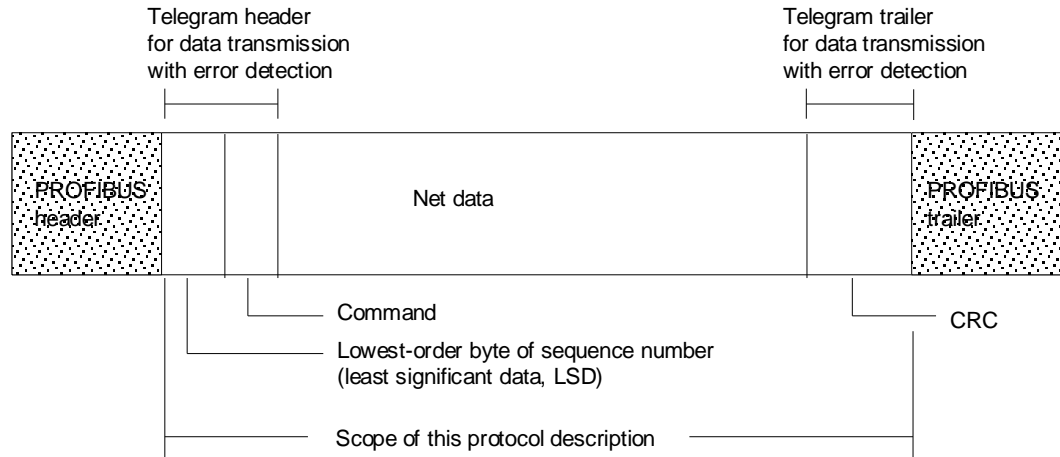 Telegram header
for data transmission
with error detection
Telegram trailer
for data transmission
with error detection
PROFIBUS
header
Net data
PROFIBUS
trailer
Command
CRC
Lowest-order byte of sequence number
(least significant data, LSD)
Scope of this protocol description